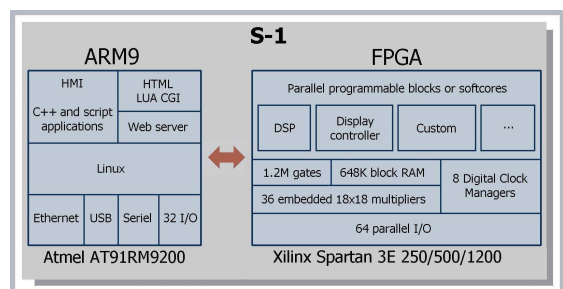 S-1
ARM9
HMI
C++ and script
applications
HTML
LUA CGI
Web server
Linux
Ethernet
USB
Seriel
32 I/O
Atmel AT91RM9200
FPGA
Parallel programmable blocks or softcores
DSP
Display
controller
Custom
...
1.2M gates
648K block RAM
8 Digital Clock
Managers
36 embedded 18x18 multipliers
64 parallel I/O
Xilinx Spartan 3E 250/500/1200